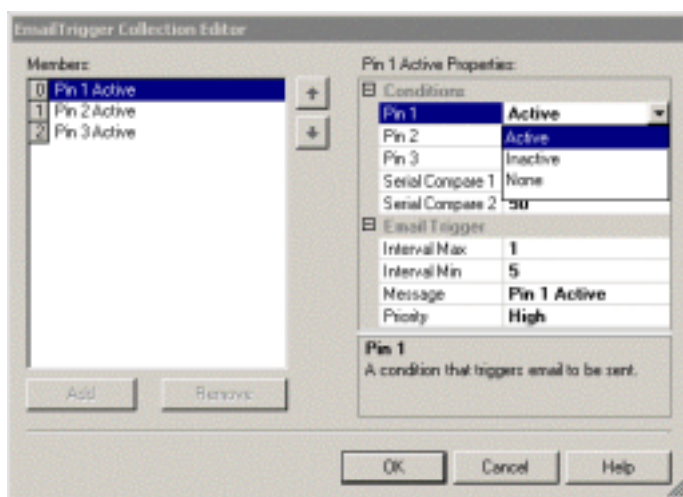 EmailTrigger Collection Editor
Members:
0 Pin 1 Active
1 Pin 2 Active
2 Pin 3 Active
Add
Remove
Pin 1 Active Properties:
Conditions
Pin 1 Active
Pin 2 Active
Pin 3 Inactive
Serial Compare 1 None
Serial Compare 2 50
Email Trigger
Interval Max 1
Interval Min 5
Message Pin 1 Active
Priority High
Pin 1
A condition that triggers email to be sent.
OK Cancel Help